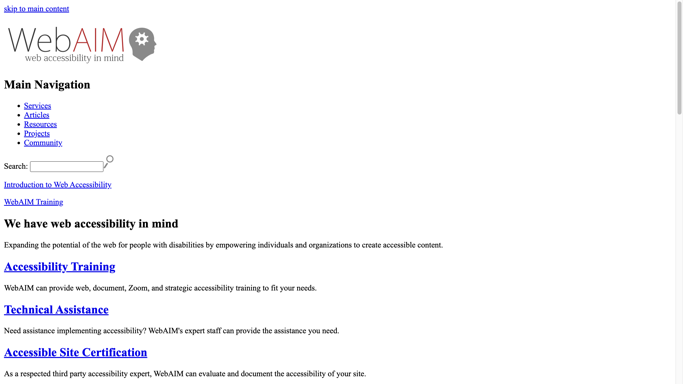 skip to main content
WebAIM
web accessibility in mind
Main Navigation
Services
Articles
Resources
Projects
Community
Search:
Introduction to Web Accessibility
WebAIM Training
We have web accessibility in mind
Expanding the potential of the web for people with disabilities by empowering individuals and organizations to create accessible content.
Accessibility Training
WebAIM can provide web, document, Zoom, and strategic accessibility training to fit your needs.
Technical Assistance
Need assistance implementing accessibility? WebAIM's expert staff can provide the assistance you need.
Accessible Site Certification
As a respected third party accessibility expert, WebAIM can evaluate and document the accessibility of your site.